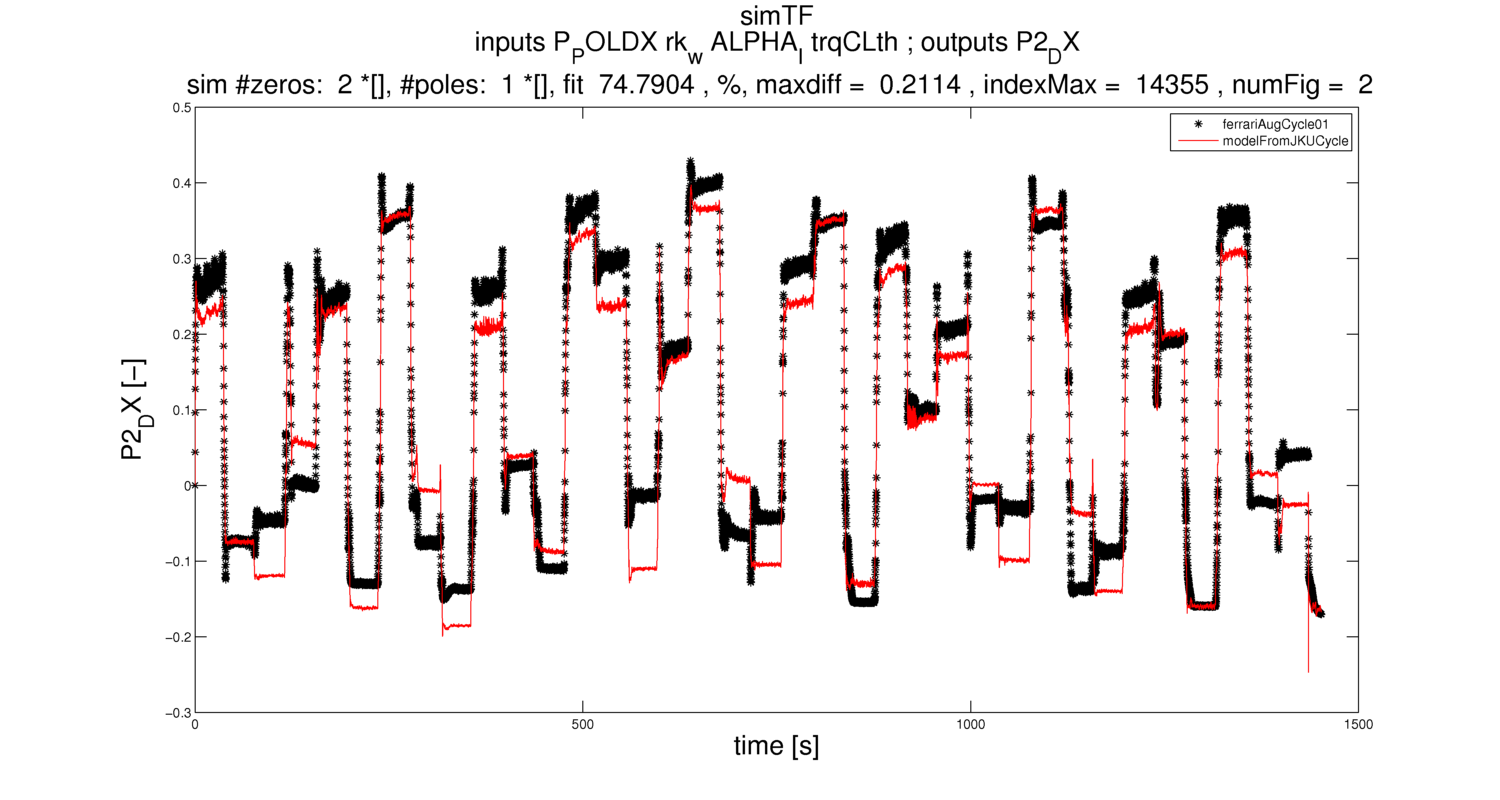 simTF
inputs P_POLDX rk_w ALPHA_I trqCLth ; outputs P2_DX
sim #zeros:  2 *[], #poles:  1 *[], fit  74.7904 , %, maxdiff =  0.2114 , indexMax =  14355 , numFig =  2
ferrariAugCycle01
modelFromJKUCycle
P2_DX [−]
0.5
0.4
0.3
0.2
0.1
0
−0.1
−0.2
−0.3
0
500
1000
1500
time [s]